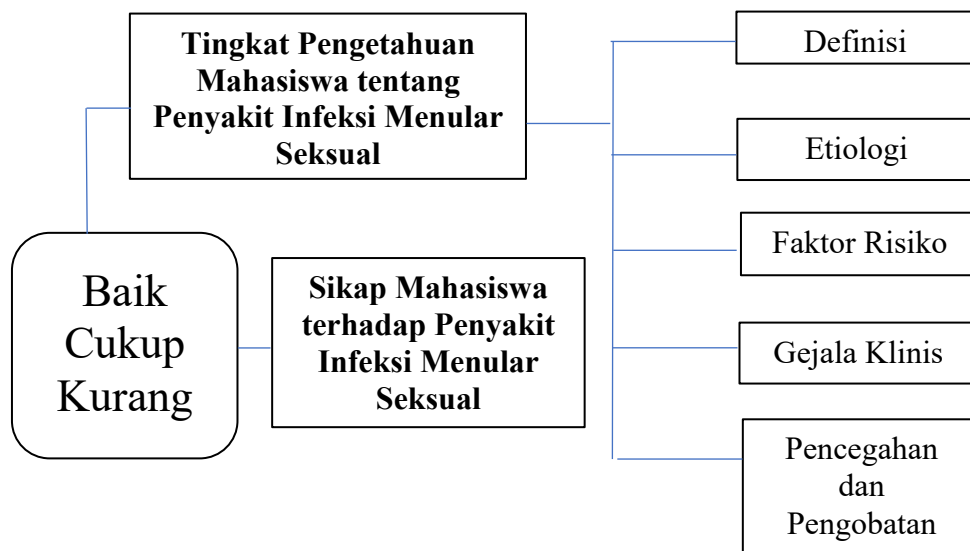 Tingkat Pengetahuan
Mahasiswa tentang
Penyakit Infeksi Menular
Seksual
Definisi
Etiologi
Faktor Risiko
Baik
Cukup
Kurang
Sikap Mahasiswa
terhadap Penyakit
Infeksi Menular
Seksual
Gejala Klinis
Pencegahan
dan
Pengobatan